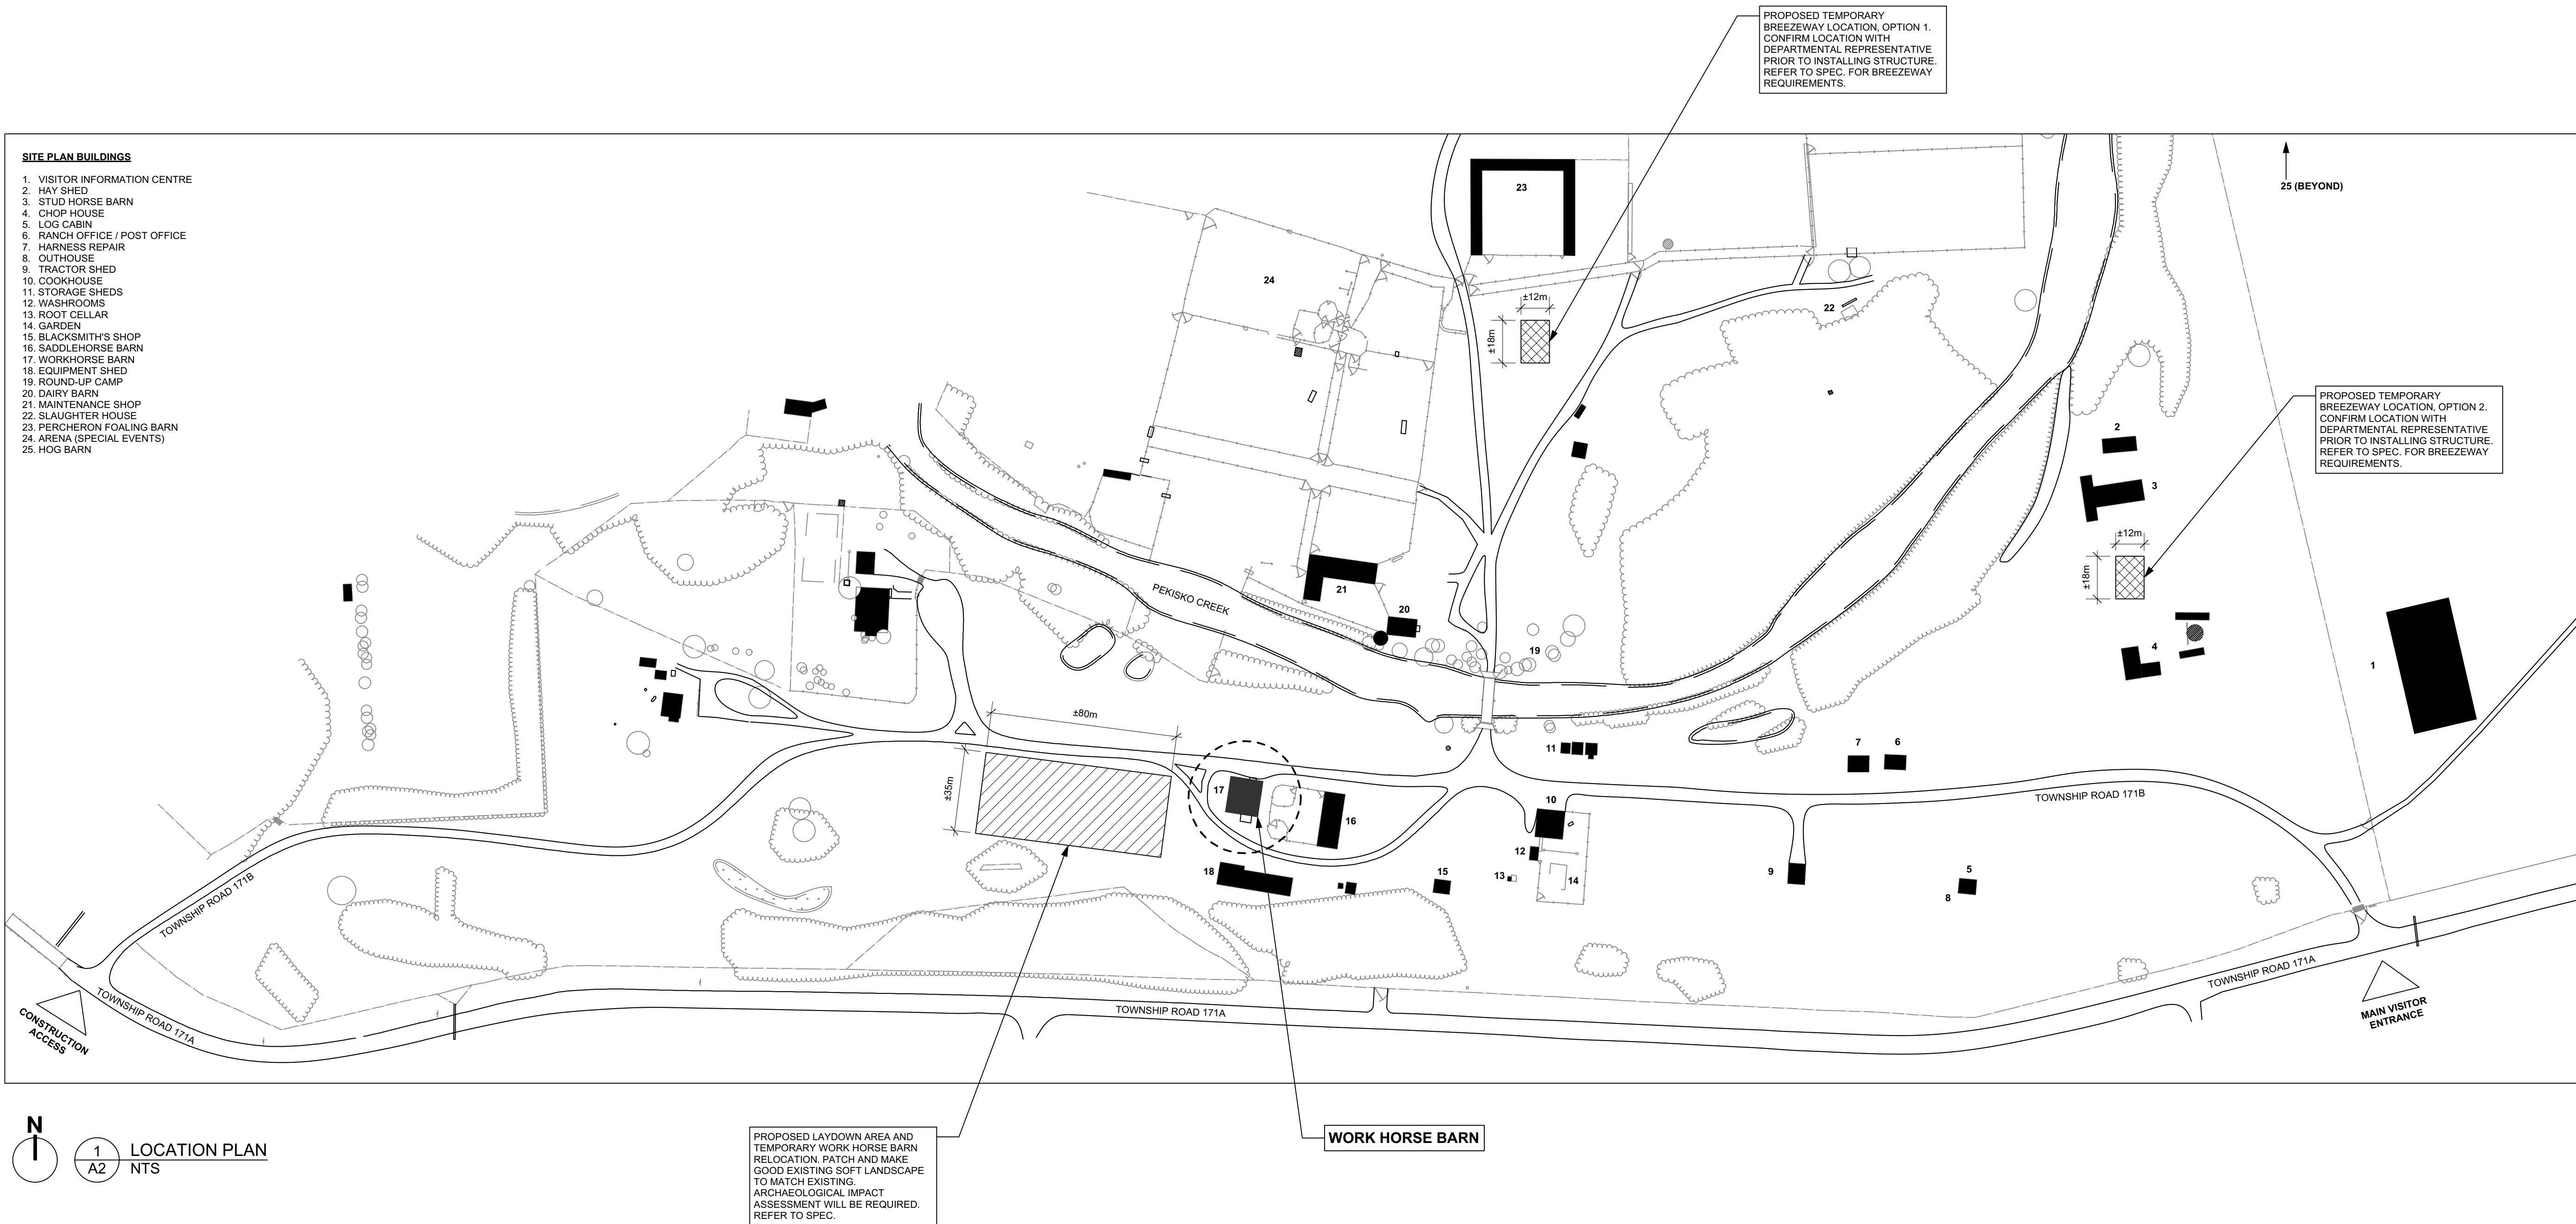 PROPOSED TEMPORARY
BREEZEWAY LOCATION, OPTION 1.
CONFIRM LOCATION WITH
DEPARTMENTAL REPRESENTATIVE
PRIOR TO INSTALLING STRUCTURE.
REFER TO SPEC. FOR BREEZEWAY
REQUIREMENTS.
SITE PLAN BUILDINGS
1. VISITOR INFORMATION CENTRE
2. HAY SHED
3. STUD HORSE BARN
4. CHOP HOUSE
5. LOG CABIN
6. RANCH OFFICE / POST OFFICE
7. HARNESS REPAIR
8. OUTHOUSE
9. TRACTOR SHED
10. COOKHOUSE
11. STORAGE SHEDS
12. WASHROOMS
13. ROOT CELLAR
14. GARDEN
15. BLACKSMITH'S SHOP
16. SADDLEHORSE BARN
17. WORKHORSE BARN
18. EQUIPMENT SHED
19. ROUND-UP CAMP
20. DAIRY BARN
21. MAINTENANCE SHOP
22. SLAUGHTER HOUSE
23. PERCHERON FOALING BARN
24. ARENA (SPECIAL EVENTS)
25. HOG BARN
23
25 (BEYOND)
24
±12m
±18m
22
PROPOSED TEMPORARY
BREEZEWAY LOCATION, OPTION 2.
CONFIRM LOCATION WITH
DEPARTMENTAL REPRESENTATIVE
PRIOR TO INSTALLING STRUCTURE.
REFER TO SPEC. FOR BREEZEWAY
REQUIREMENTS.
2
3
±12m
±18m
PEKISKO CREEK
21
20
19
4
1
±80m
±35m
11
7
6
17
16
10
TOWNSHIP ROAD 171B
12
13
14
18
15
9
5
8
TOWNSHIP ROAD 171B
TOWNSHIP ROAD 171A
CONSTRUCTION
ACCESS
TOWNSHIP ROAD 171A
TOWNSHIP ROAD 171A
MAIN VISITOR
ENTRANCE
N
1
A2
LOCATION PLAN
NTS
PROPOSED LAYDOWN AREA AND
TEMPORARY WORK HORSE BARN
RELOCATION. PATCH AND MAKE
GOOD EXISTING SOFT LANDSCAPE
TO MATCH EXISTING.
ARCHAEOLOGICAL IMPACT
ASSESSMENT WILL BE REQUIRED.
REFER TO SPEC.
WORK HORSE BARN